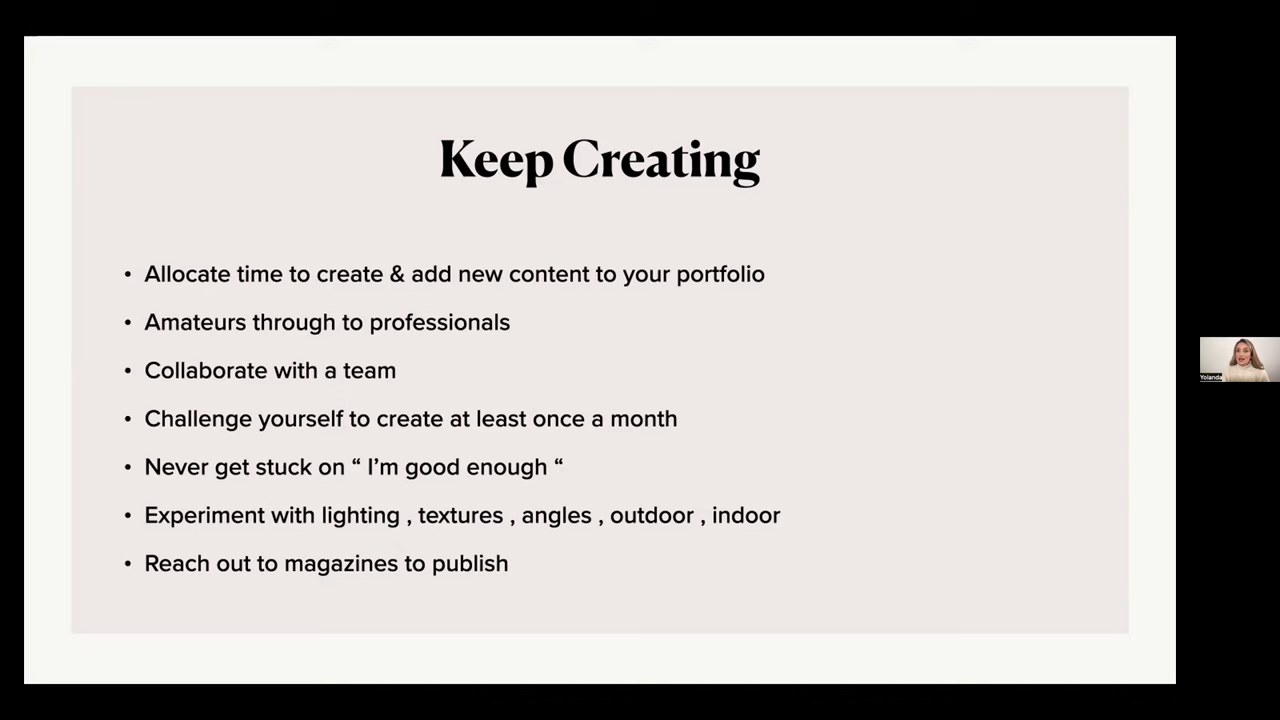 Keep Creating
• Allocate time to create & add new content to your portfolio
• Amateurs through to professionals
• Collaborate with a team
• Challenge yourself to create at least once a month
• Never get stuck on “ I’m good enough “
• Experiment with lighting , textures , angles , outdoor , indoor
• Reach out to magazines to publish
Yolanda